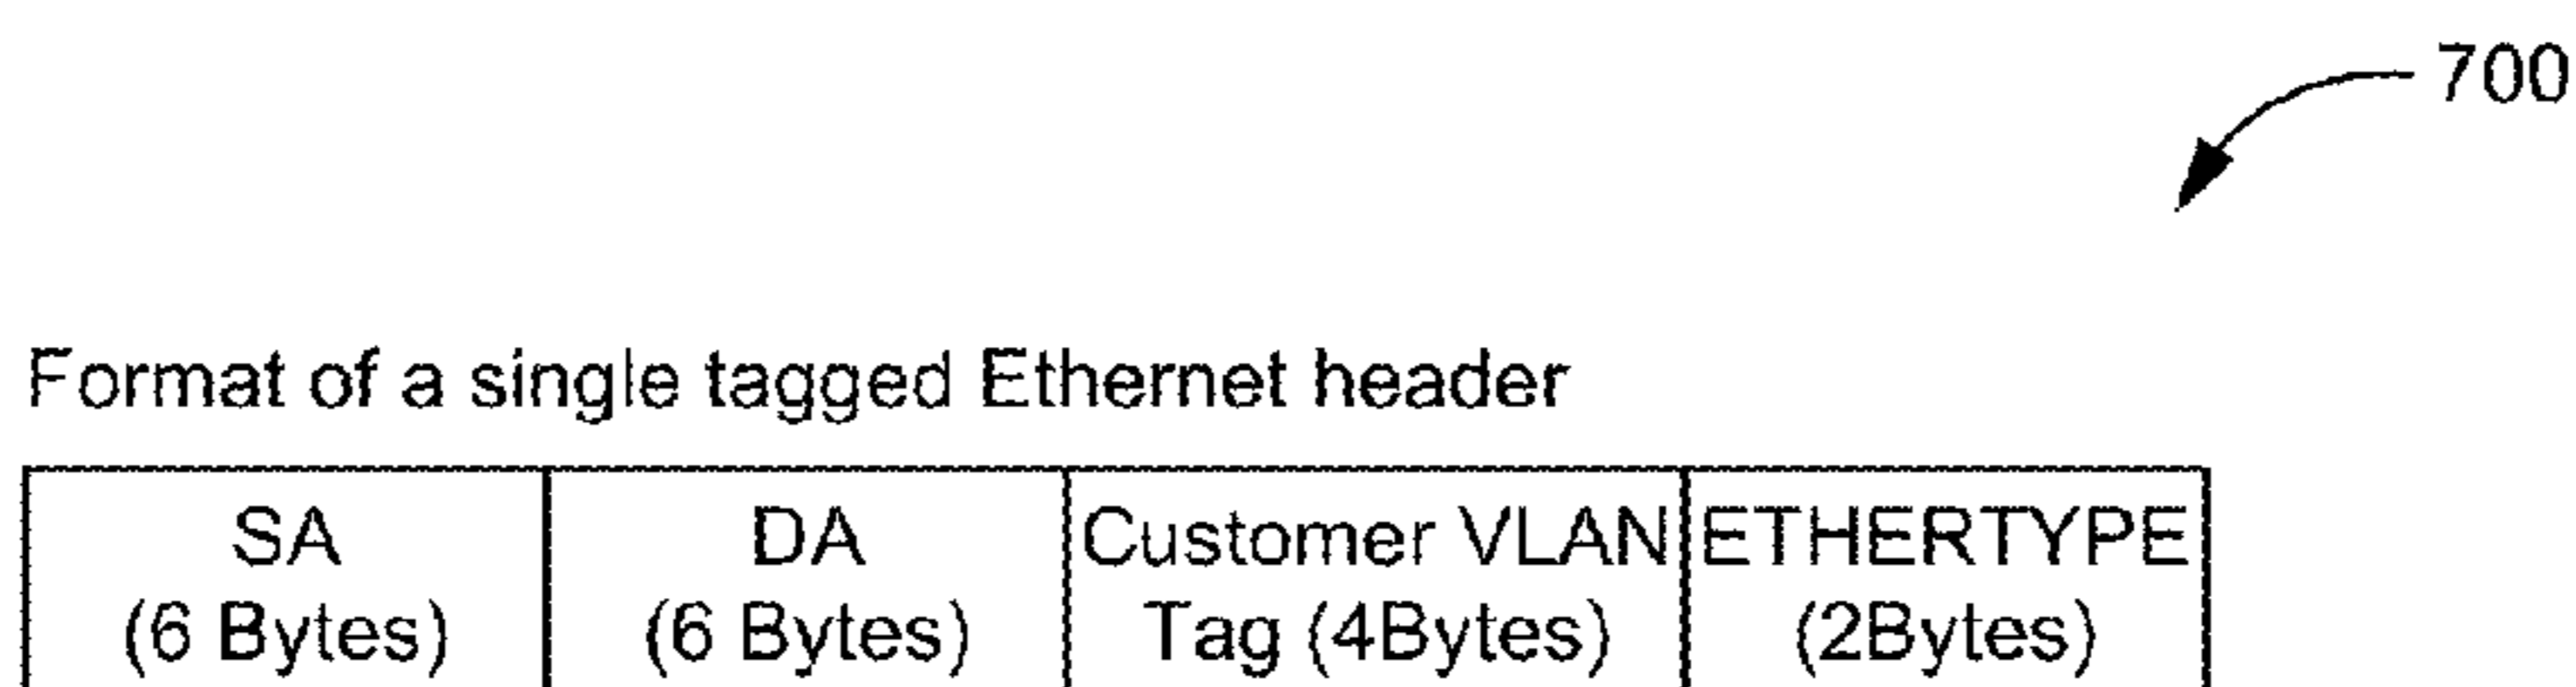 700
Format of a single tagged Ethernet header
SA
(6 Bytes)
DA
(6 Bytes)
Customer VLAN
Tag (4Bytes)
ETHERTYPE
(2Bytes)